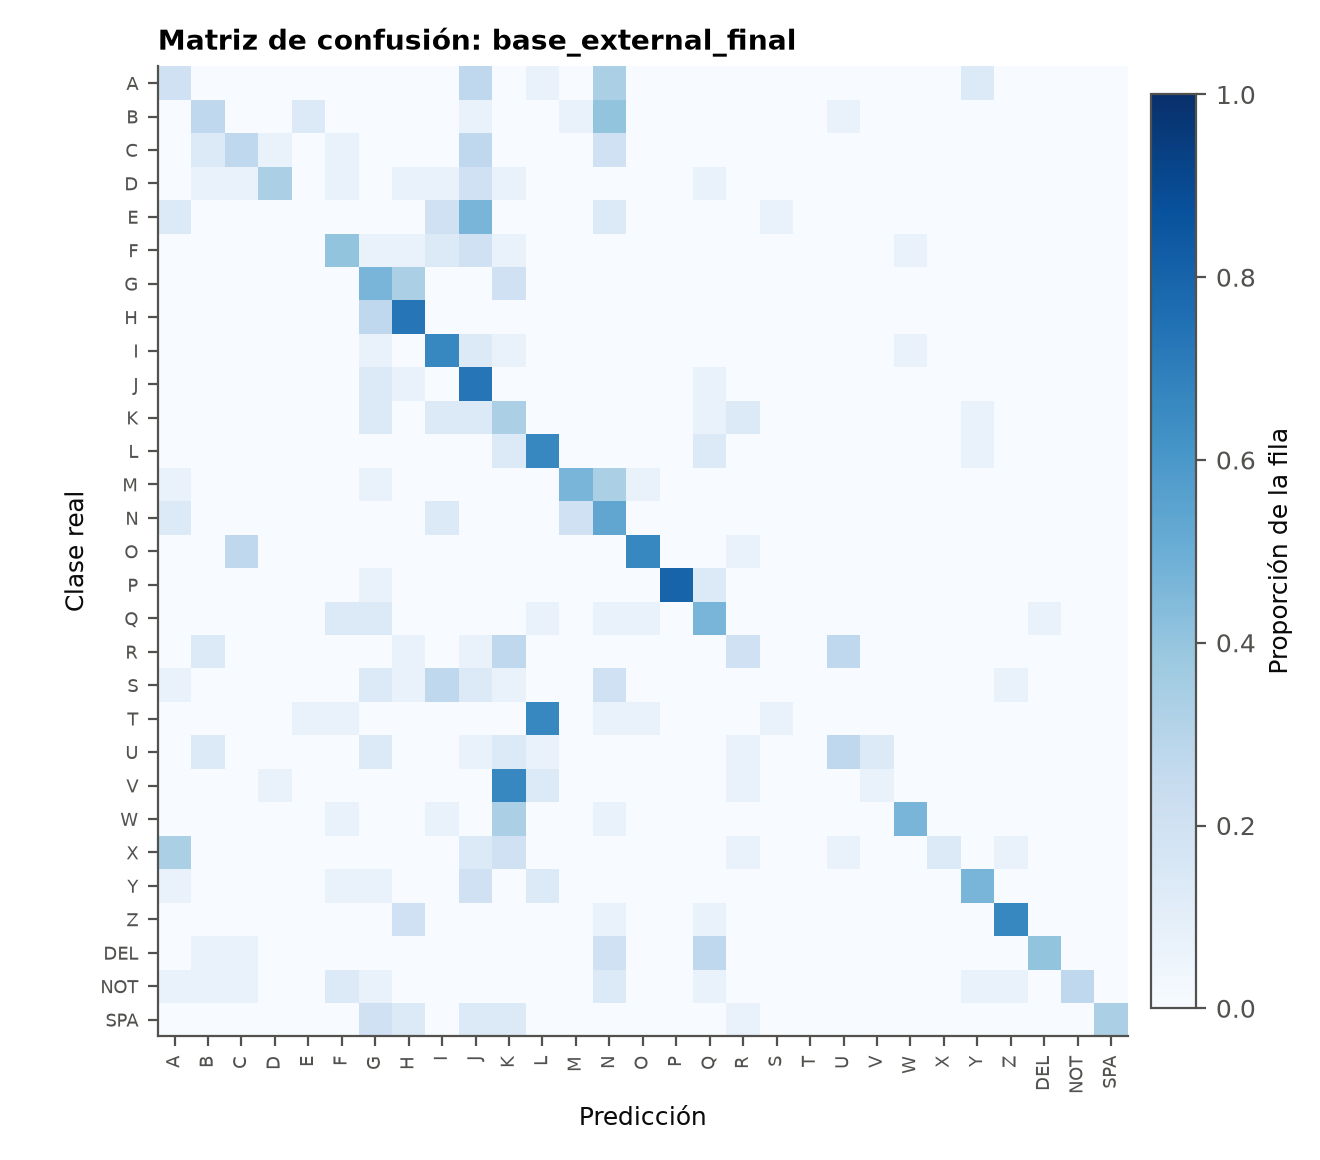 Matriz de confusión: base_external_final
Clase real
A
B
C
D
E
F
G
H
I
J
K
L
M
N
O
P
Q
R
S
T
U
V
W
X
Y
Z
DEL
NOT
SPA
A B C D E F G H I J K L M N O P Q R S T U V W X Y Z DEL NOT SPA
Predicción
1.0
0.8
0.6
0.4
0.2
0.0
Proporción de la fila